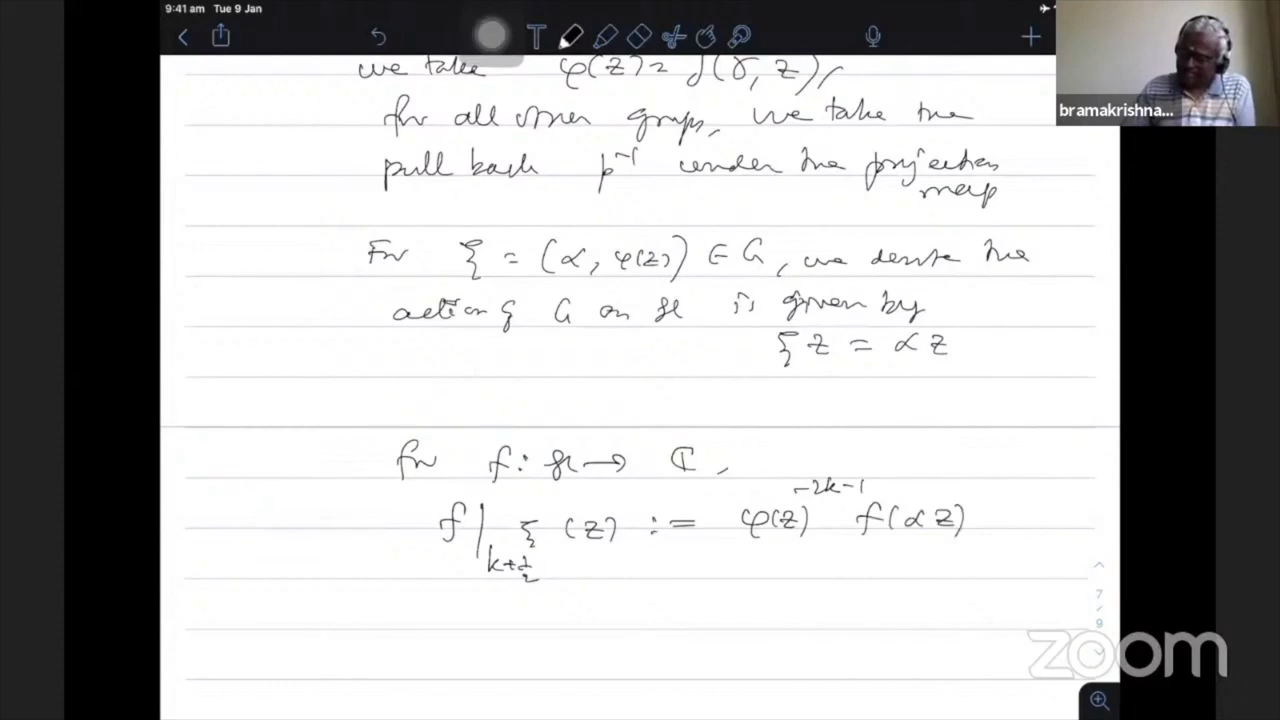 9:41 am Tue 9 Jan
bramakrishna...
we take φ(z) = j(γ, z),
for all other groups, we take the
pull back p⁻¹ under the projection
map
For ξ = (α, φ(z)) ∈ G, we denote the
action of G on ℋ is given by
ξ z = α z
for f : ℋ → ℂ,
f|_{k+1/2} ξ (z) := φ(z)^{-2k-1} f(αz)
7/9
zoom